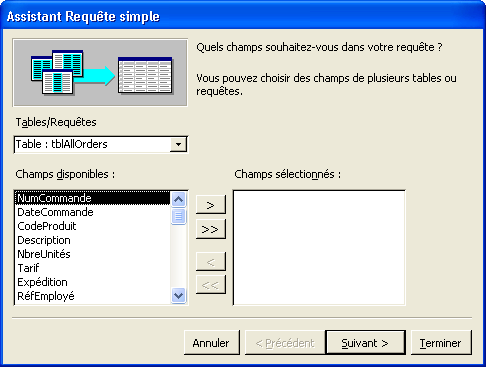 Assistant Requête simple
Quels champs souhaitez-vous dans votre requête ?
Vous pouvez choisir des champs de plusieurs tables ou
requêtes.
Tables/Requêtes
Table : tblAllOrders
Champs disponibles :
Champs sélectionnés :
NumCommande
DateCommande
CodeProduit
Description
NbreUnités
Tarif
Expédition
RéfEmployé
>
>>
<
<<
Annuler
< Précédent
Suivant >
Terminer